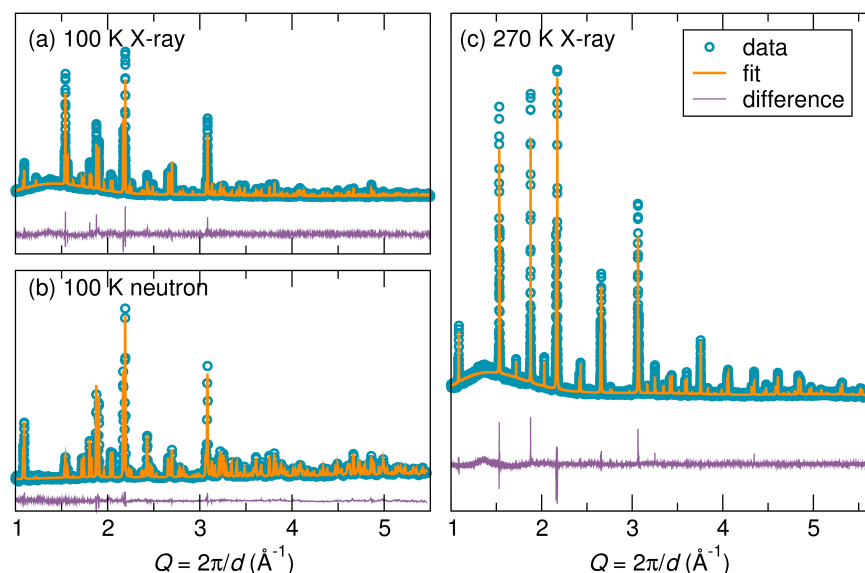 (a) 100 K X-ray
(b) 100 K neutron
1 2 3 4 5
Q = 2π/d (Å⁻¹)
(c) 270 K X-ray
data
fit
difference
1 2 3 4 5
Q = 2π/d (Å⁻¹)